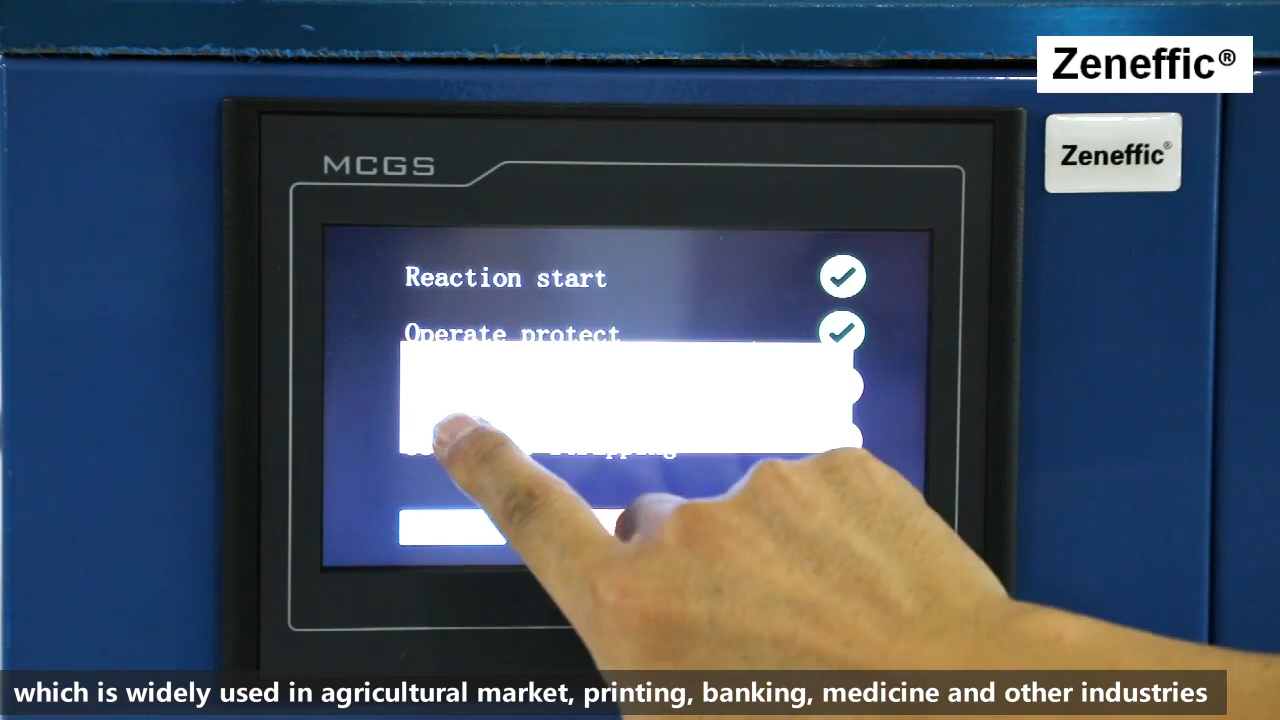 Zeneffic®
Zeneffic®
MCGS
Reaction start
Operate protect
which is widely used in agricultural market, printing, banking, medicine and other industries